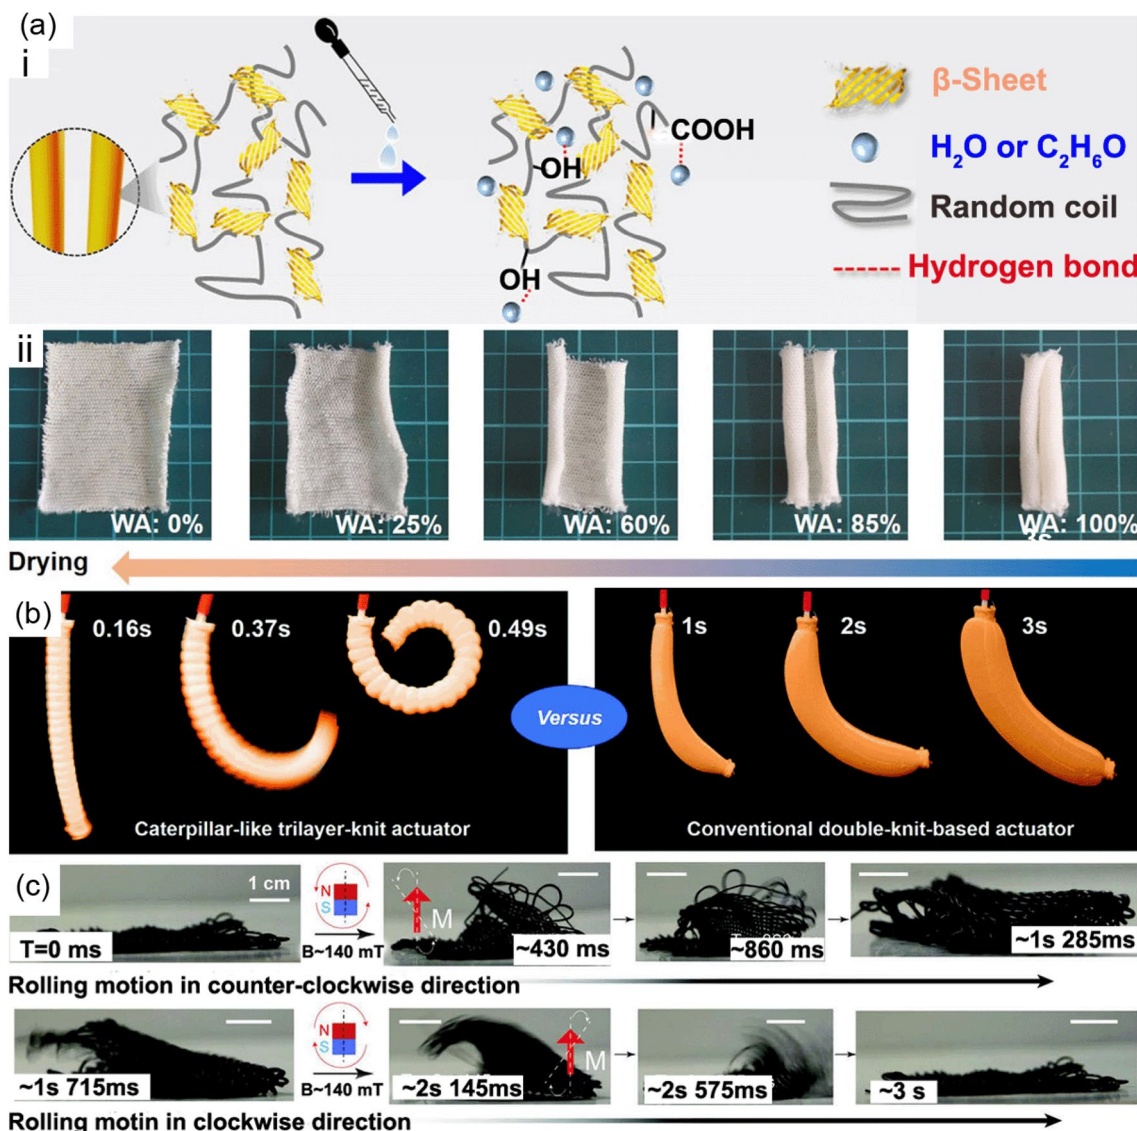 (a)
i
β-Sheet
COOH
OH
H₂O or C₂H₆O
Random coil
OH
Hydrogen bond
ii
WA: 0%
WA: 25%
WA: 60%
WA: 85%
WA: 100%
3s
Drying
(b)
0.16s
0.37s
0.49s
1s
2s
3s
Versus
Caterpillar-like trilayer-knit actuator
Conventional double-knit-based actuator
(c)
1 cm
N
S
M
T=0 ms
B~140 mT
~430 ms
~860 ms
~1s 285ms
Rolling motion in counter-clockwise direction
N
S
M
~1s 715ms
B~140 mT
~2s 145ms
~2s 575ms
~3 s
Rolling motin in clockwise direction